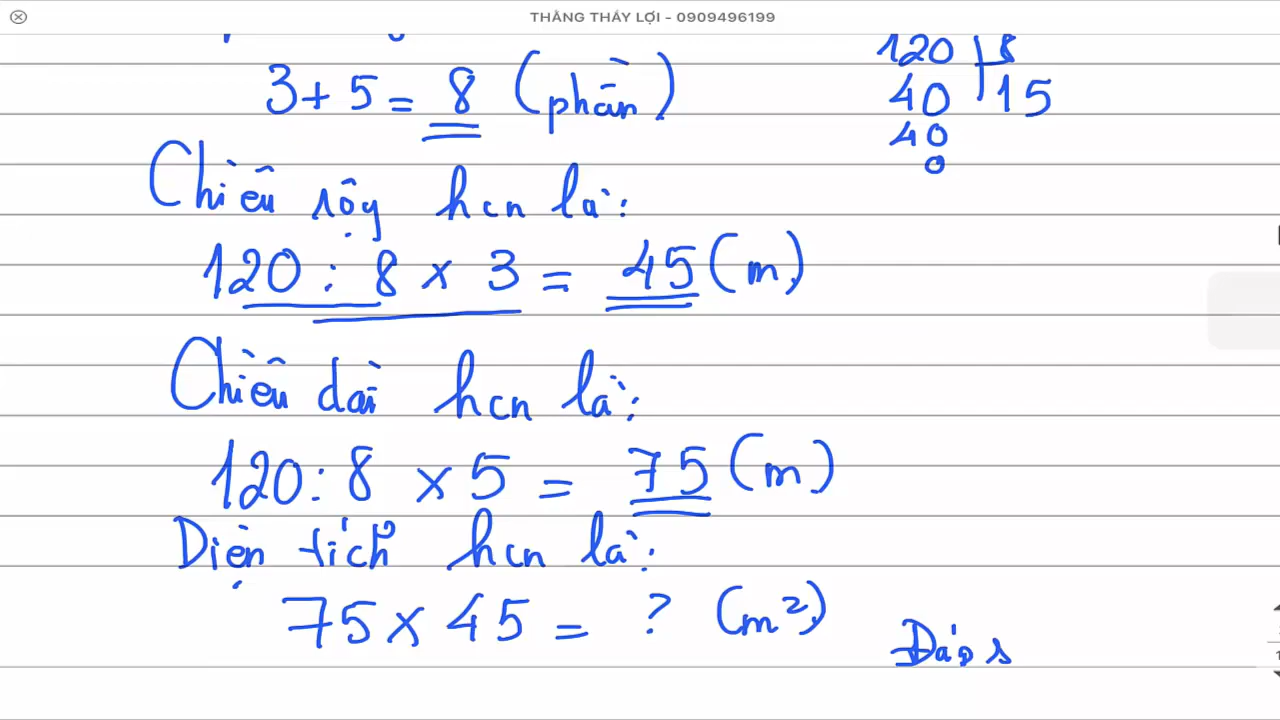 THẦNG THẦY LỢI - 0909496199
3 + 5 = 8 (phần)
120 | 8
40 | 15
40
0
Chiều rộng hcn là:
120 : 8 × 3 = 45 (m)
Chiều dài hcn là:
120 : 8 × 5 = 75 (m)
Diện tích hcn là:
75 × 45 = ? (m²)
Đáp s